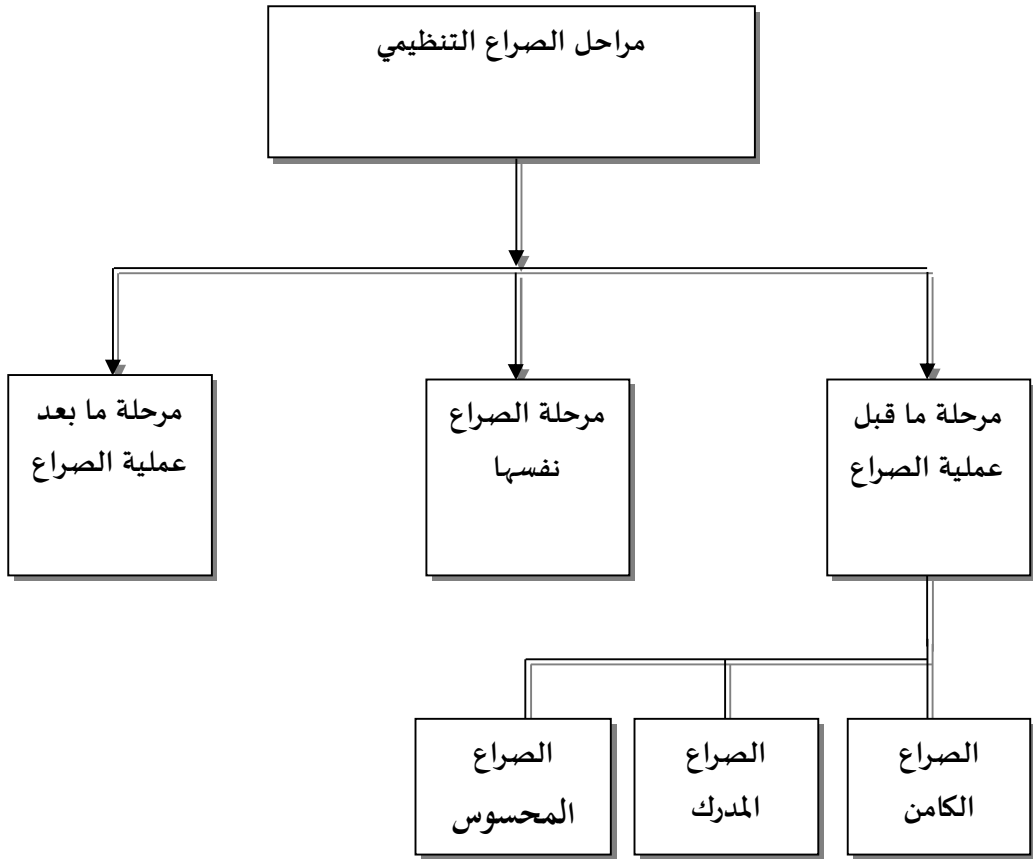 مراحل الصراع التنظيمي
مرحلة ما قبل
عملية الصراع
مرحلة الصراع
نفسها
مرحلة ما بعد
عملية الصراع
الصراع
الكامن
الصراع
المدرك
الصراع
المحسوس